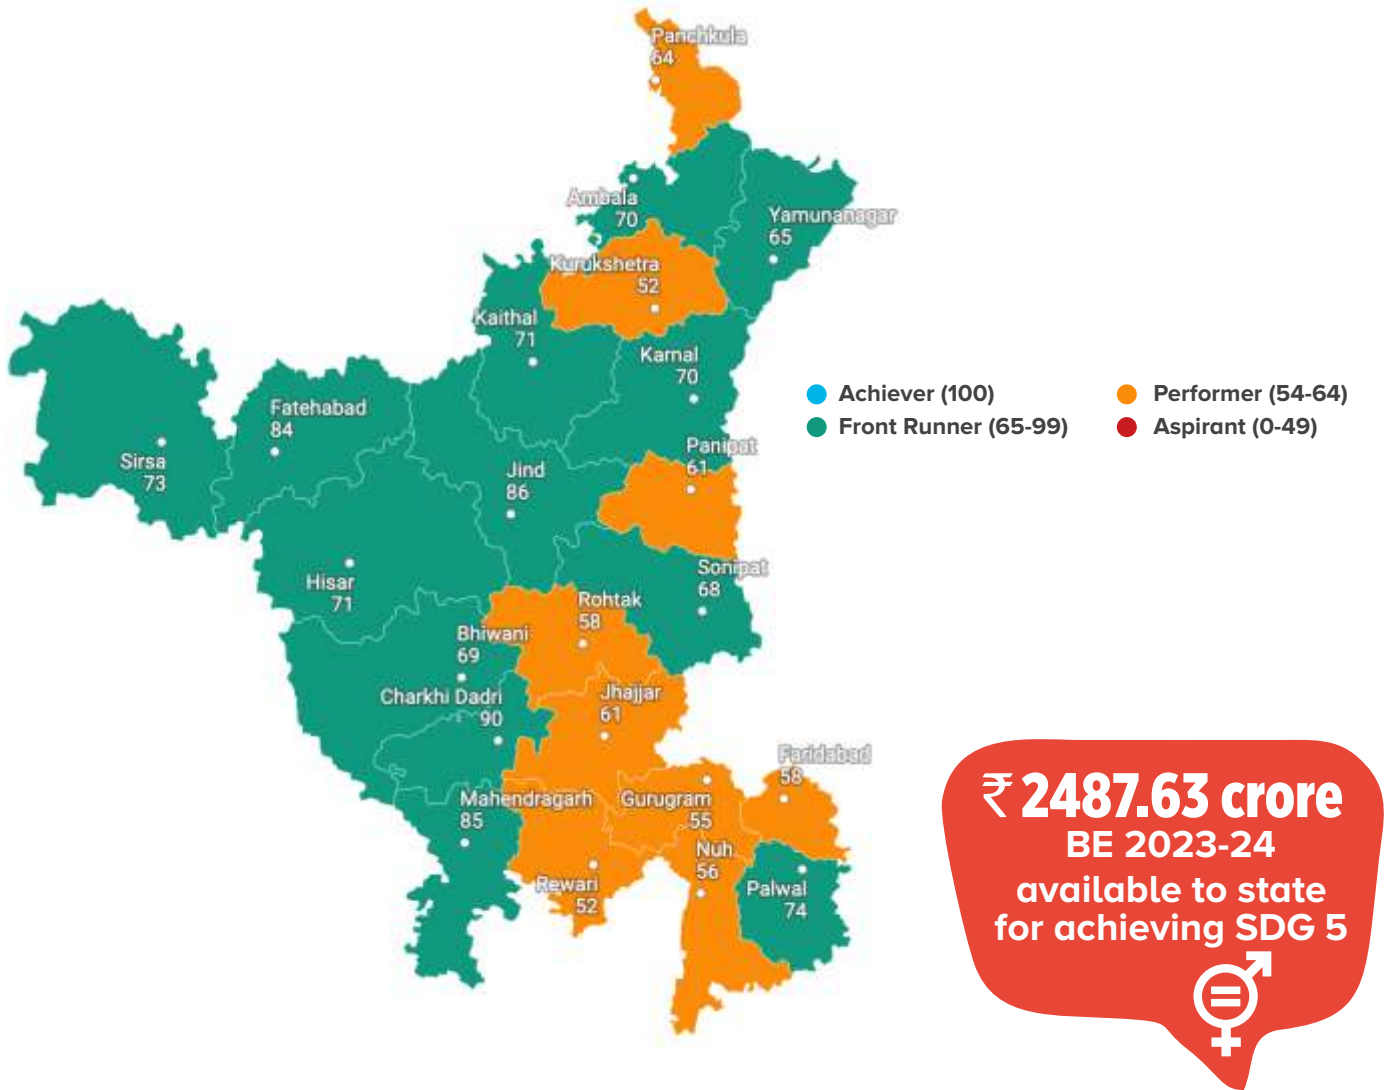 Panchkula
64
Ambala
70
Yamunanagar
65
Kurukshetra
52
Kaithal
71
Karnal
70
Achiever (100)
Performer (54-64)
Front Runner (65-99)
Aspirant (0-49)
Fatehabad
84
Panipat
61
Sirsa
73
Jind
86
Hisar
71
Sonipat
68
Rohtak
58
Bhiwani
69
Charkhi Dadri
90
Jhajjar
61
Faridabad
58
Mahendragarh
85
Gurugram
55
Nuh
56
Rewari
52
Palwal
74
₹ 2487.63 crore
BE 2023-24
available to state
for achieving SDG 5